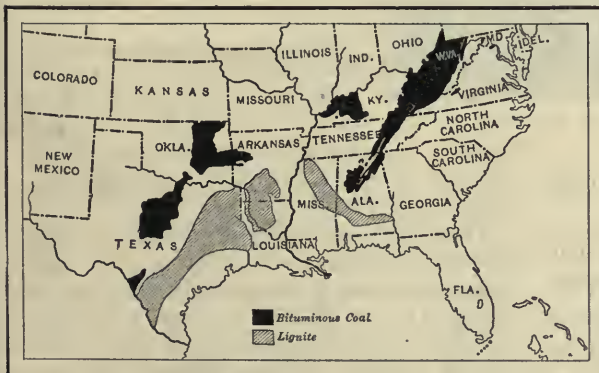 ILLINOIS
IND.
OHIO
W.VA.
MD.
DEL.
COLORADO
KANSAS
MISSOURI
KY.
VIRGINIA
OKLA.
ARKANSAS
TENNESSEE
NORTH
CAROLINA
NEW
MEXICO
SOUTH
CAROLINA
MISS.
ALA.
GEORGIA
TEXAS
LOUISIANA
FLA.
Bituminous Coal
Lignite